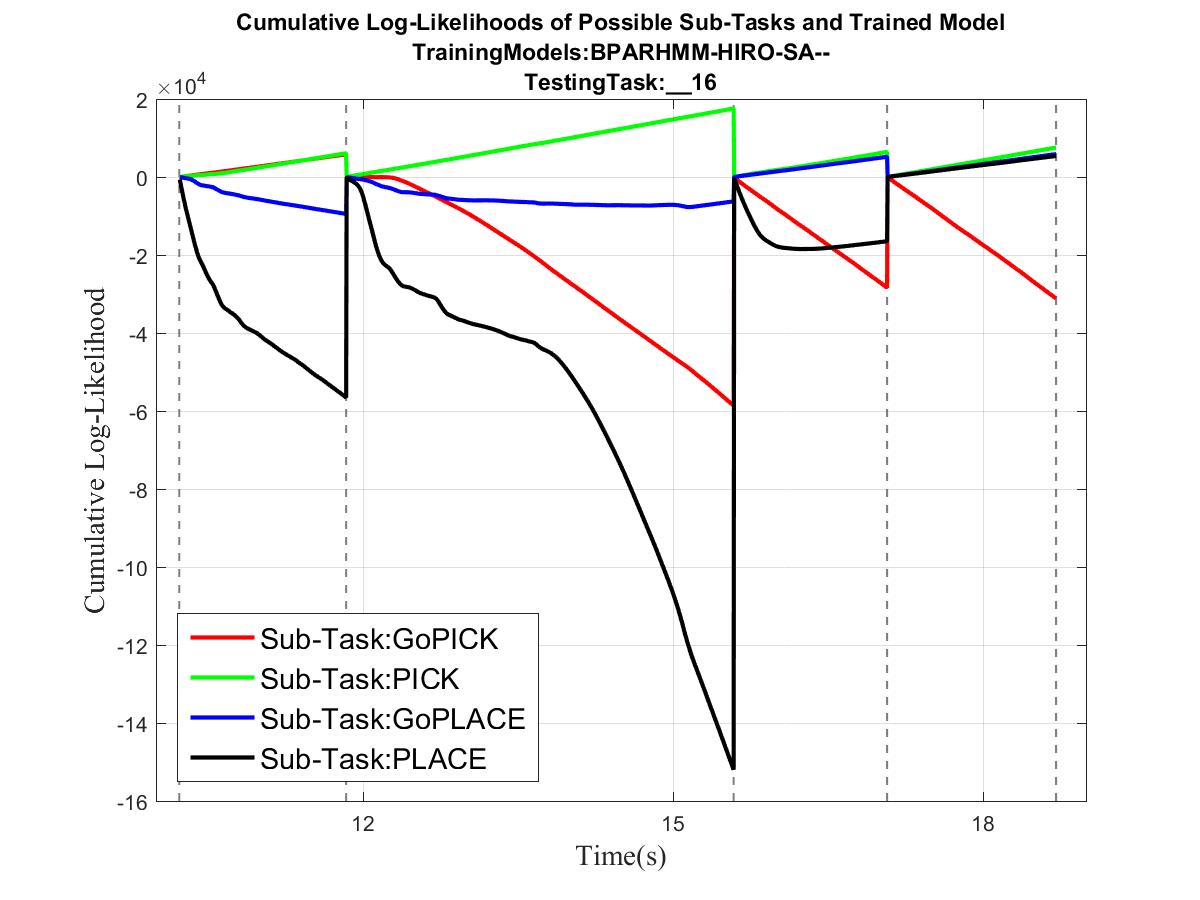 Cumulative Log-Likelihoods of Possible Sub-Tasks and Trained Model
TrainingModels:BPARHMM-HIRO-SA--
TestingTask:__16
×10⁴
2
0
-2
-4
-6
-8
-10
-12
-14
-16
Cumulative Log-Likelihood
Sub-Task:GoPICK
Sub-Task:PICK
Sub-Task:GoPLACE
Sub-Task:PLACE
12
15
18
Time(s)